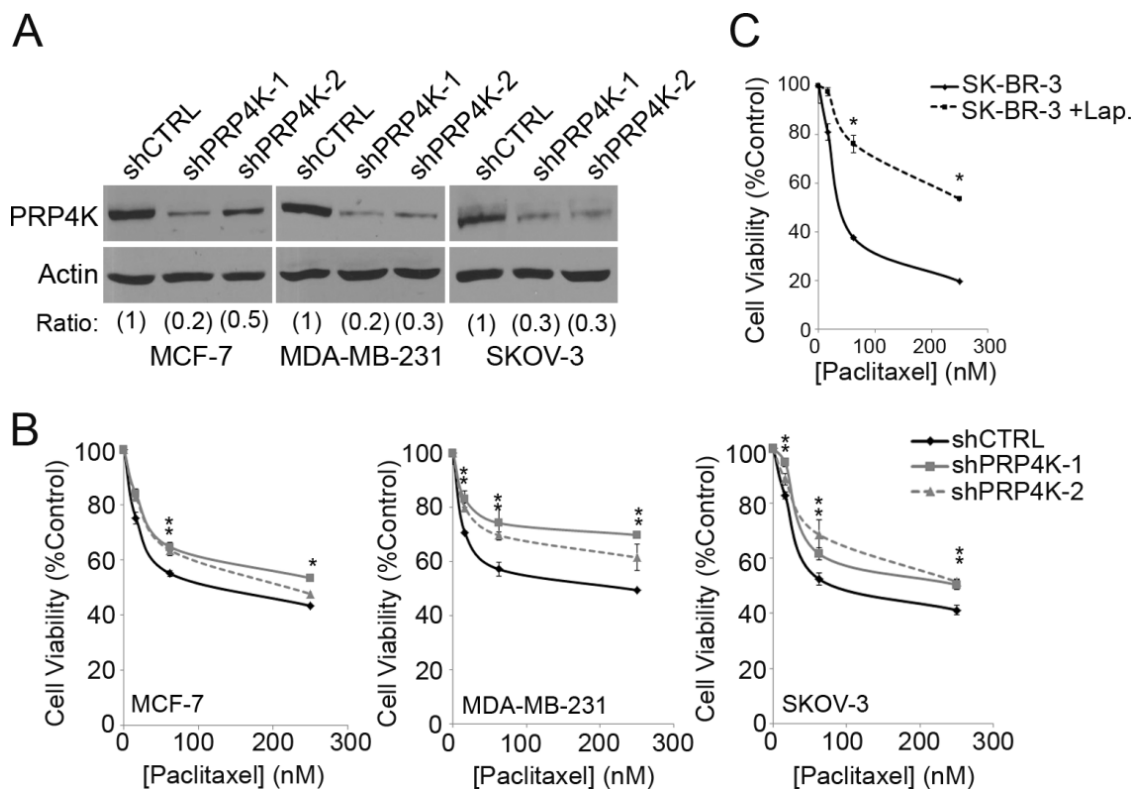 A
shCTRL
shPRP4K-1
shPRP4K-2
shCTRL
shPRP4K-1
shPRP4K-2
shCTRL
shPRP4K-1
shPRP4K-2
PRP4K
Actin
Ratio: (1) (0.2) (0.5) (1) (0.2) (0.3) (1) (0.3) (0.3)
MCF-7 MDA-MB-231 SKOV-3
C
SK-BR-3
SK-BR-3 +Lap.
Cell Viability (%Control)
100
80
60
40
20
*
*
0 100 200 300
[Paclitaxel] (nM)
B
Cell Viability (%Control)
100
80
60
40
20
0
**
*
MCF-7
0 100 200 300
[Paclitaxel] (nM)
Cell Viability (%Control)
100
80
60
40
20
0
**
**
**
MDA-MB-231
0 100 200 300
[Paclitaxel] (nM)
Cell Viability (%Control)
100
80
60
40
20
0
**
**
**
SKOV-3
0 100 200 300
[Paclitaxel] (nM)
shCTRL
shPRP4K-1
shPRP4K-2